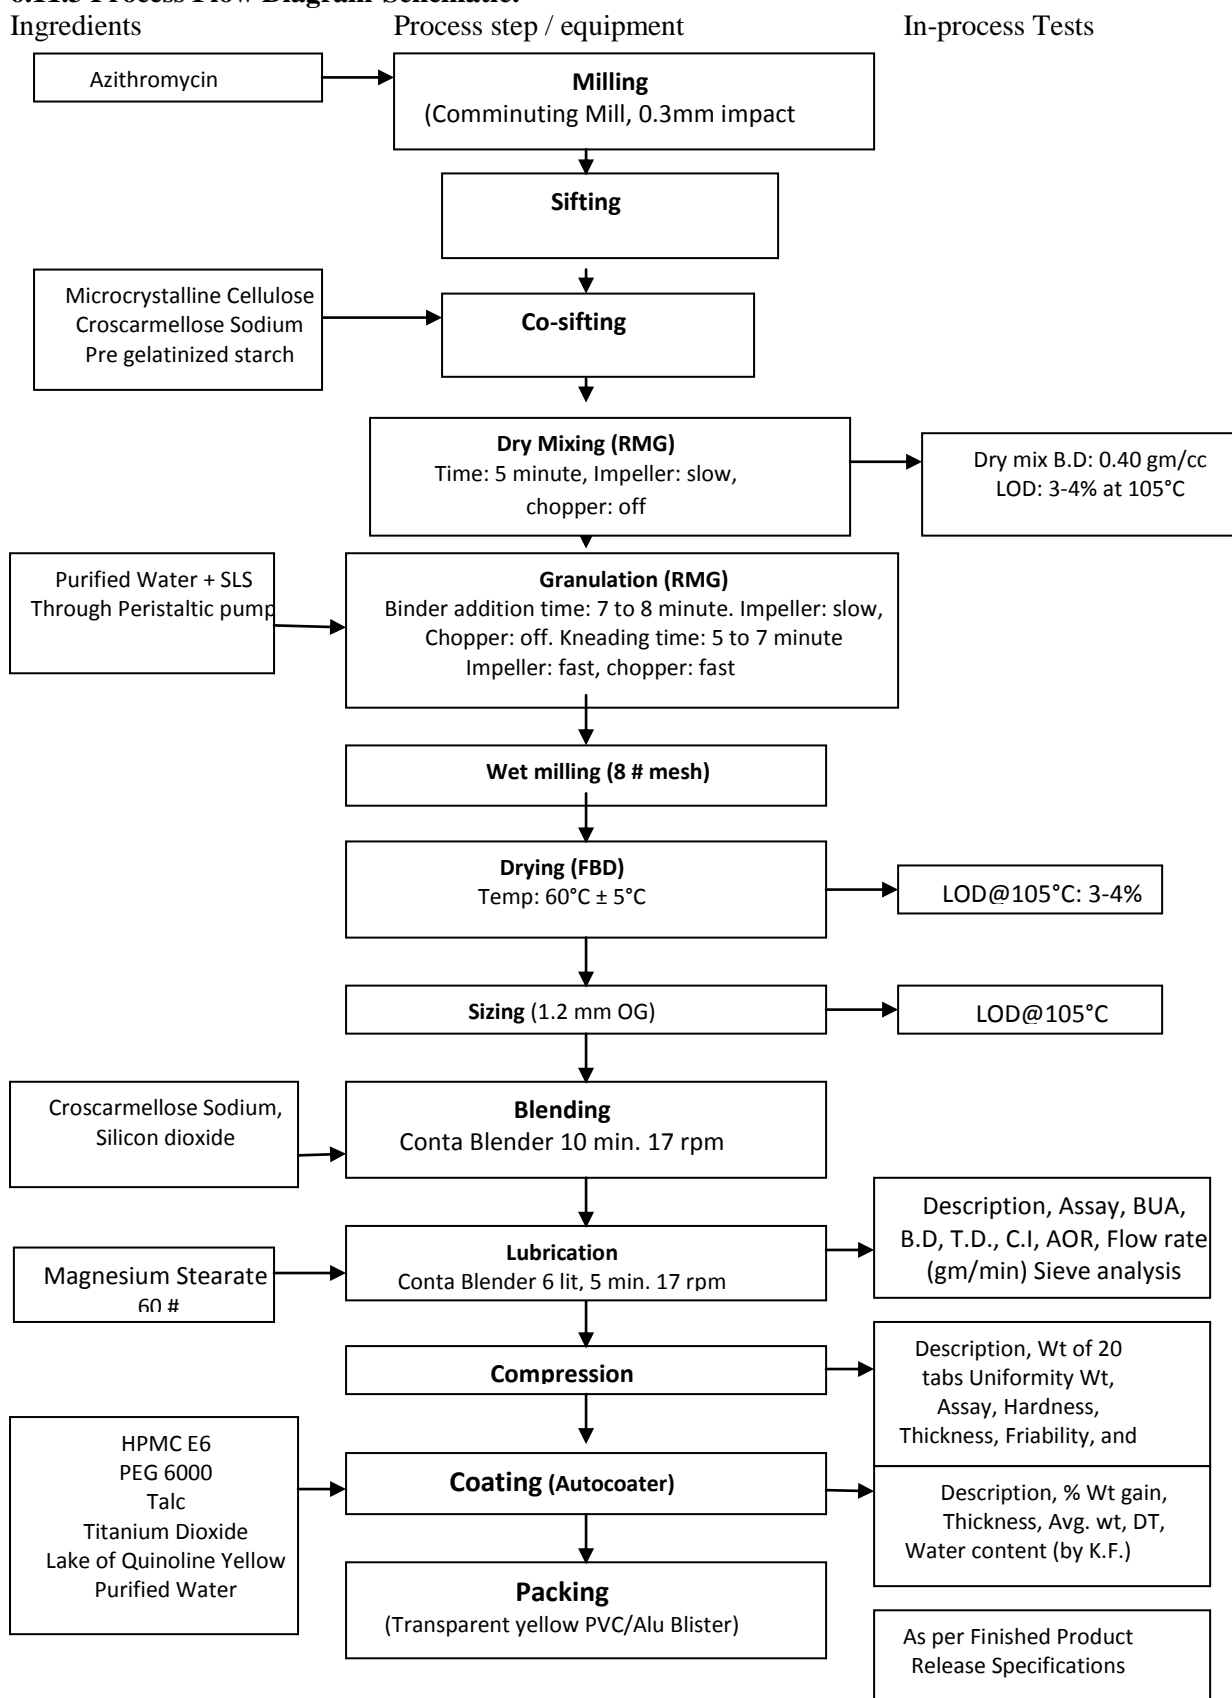 6.11.5 Process Flow Diagram Schematic:
Ingredients
Process step / equipment
In-process Tests
Azithromycin
Milling
(Comminuting Mill, 0.3mm impact
Sifting
Microcrystalline Cellulose
Croscarmellose Sodium
Pre gelatinized starch
Co-sifting
Dry Mixing (RMG)
Time: 5 minute, Impeller: slow,
chopper: off
Dry mix B.D: 0.40 gm/cc
LOD: 3-4% at 105°C
Purified Water + SLS
Through Peristaltic pump
Granulation (RMG)
Binder addition time: 7 to 8 minute. Impeller: slow,
Chopper: off. Kneading time: 5 to 7 minute
Impeller: fast, chopper: fast
Wet milling (8 # mesh)
Drying (FBD)
Temp: 60°C ± 5°C
LOD@105°C: 3-4%
Sizing (1.2 mm OG)
LOD@105°C
Croscarmellose Sodium,
Silicon dioxide
Blending
Conta Blender 10 min. 17 rpm
Magnesium Stearate
60 #
Lubrication
Conta Blender 6 lit, 5 min. 17 rpm
Description, Assay, BUA,
B.D, T.D., C.I, AOR, Flow rate
(gm/min) Sieve analysis
Compression
Description, Wt of 20
tabs Uniformity Wt,
Assay, Hardness,
Thickness, Friability, and
HPMC E6
PEG 6000
Talc
Titanium Dioxide
Lake of Quinoline Yellow
Purified Water
Coating (Autocoater)
Description, % Wt gain,
Thickness, Avg. wt, DT,
Water content (by K.F.)
Packing
(Transparent yellow PVC/Alu Blister)
As per Finished Product
Release Specifications